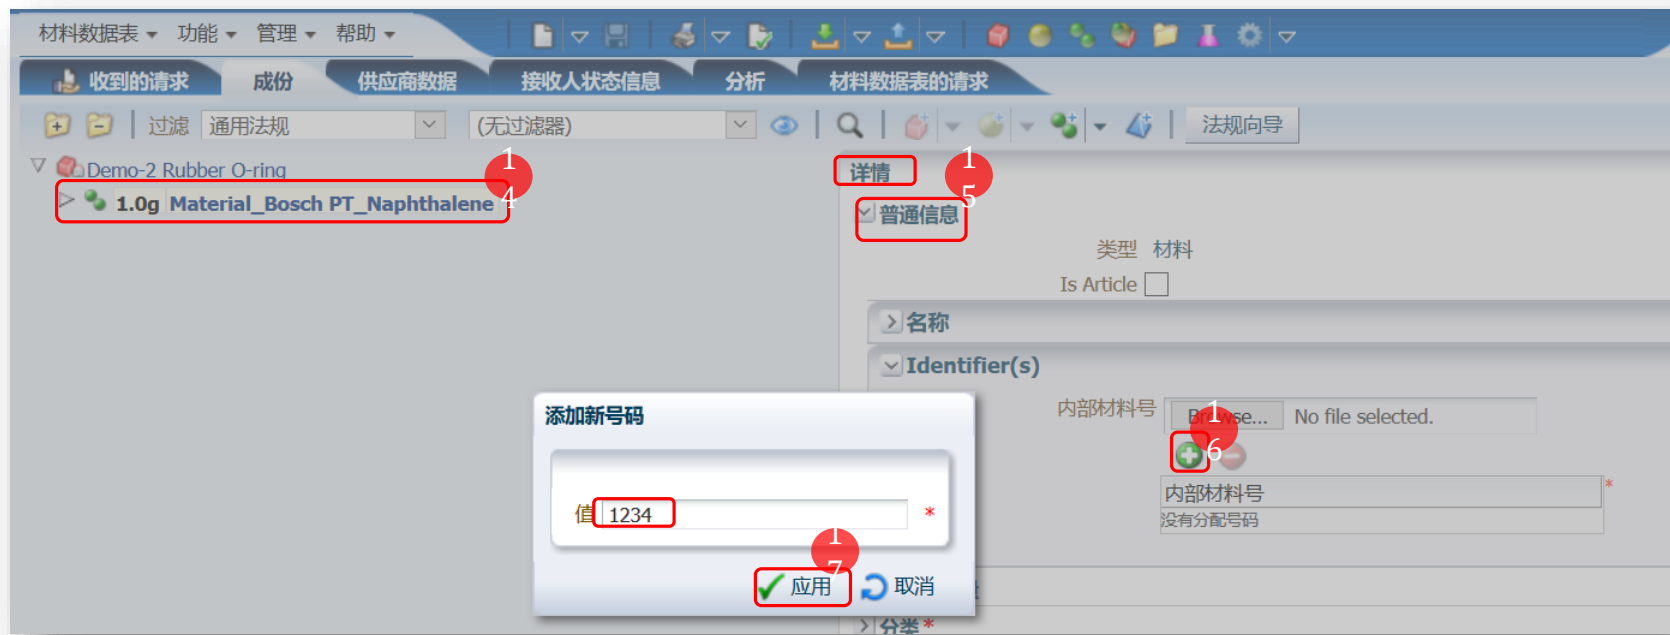 材料数据表 功能 管理 帮助
收到的请求 成份 供应商数据 接收人状态信息 分析 材料数据表的请求
过滤 通用法规 (无过滤器) 法规向导
Demo-2 Rubber O-ring
14
1.0g Material_Bosch PT_Naphthalene
详情
15
普通信息
类型 材料
Is Article
名称
Identifier(s)
内部材料号 Browse... No file selected.
16
内部材料号 *
没有分配号码
分类 *
添加新号码
值 1234 *
17
应用 取消